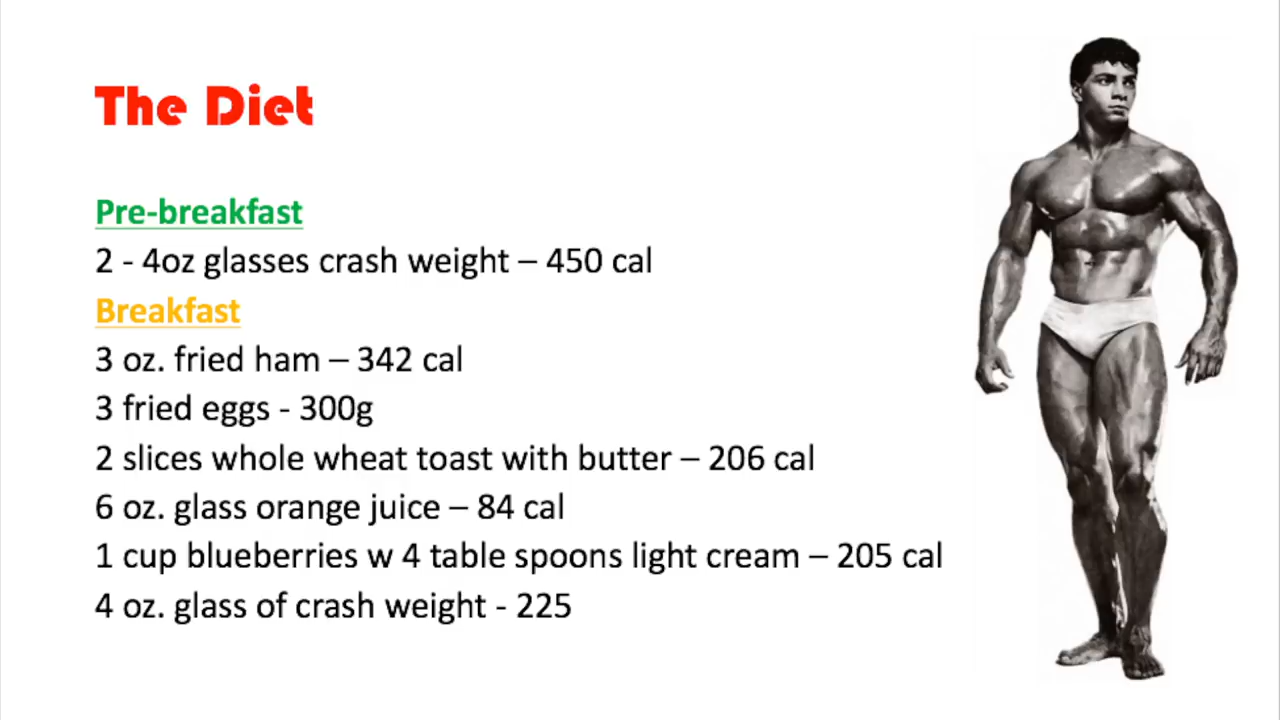 The Diet
Pre-breakfast
2 - 4oz glasses crash weight – 450 cal
Breakfast
3 oz. fried ham – 342 cal
3 fried eggs - 300g
2 slices whole wheat toast with butter – 206 cal
6 oz. glass orange juice – 84 cal
1 cup blueberries w 4 table spoons light cream – 205 cal
4 oz. glass of crash weight - 225